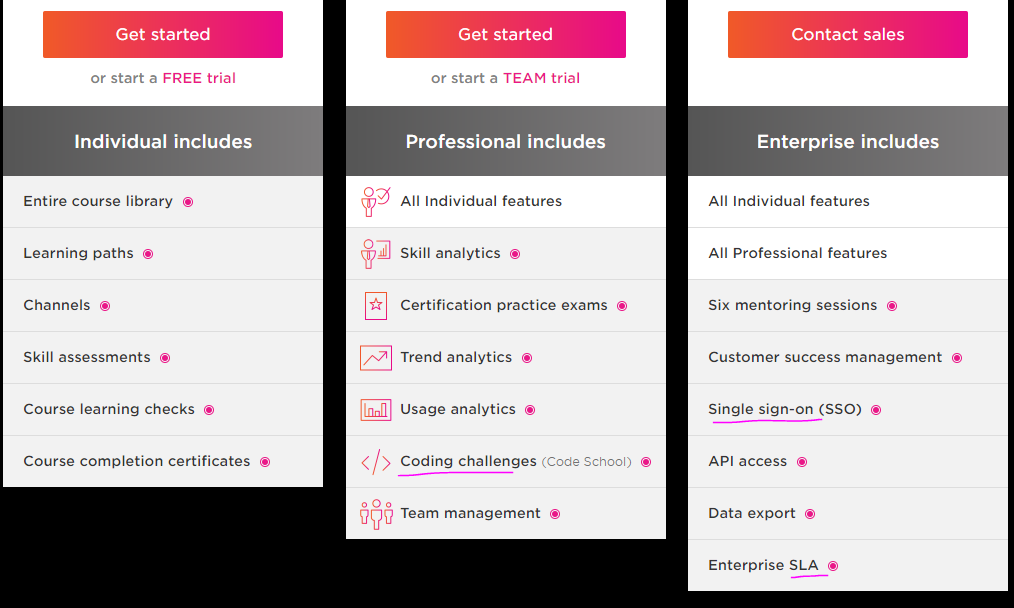 Get started
or start a FREE trial
Individual includes
Entire course library
Learning paths
Channels
Skill assessments
Course learning checks
Course completion certificates
Get started
or start a TEAM trial
Professional includes
All Individual features
Skill analytics
Certification practice exams
Trend analytics
Usage analytics
Coding challenges (Code School)
Team management
Contact sales
Enterprise includes
All Individual features
All Professional features
Six mentoring sessions
Customer success management
Single sign-on (SSO)
API access
Data export
Enterprise SLA